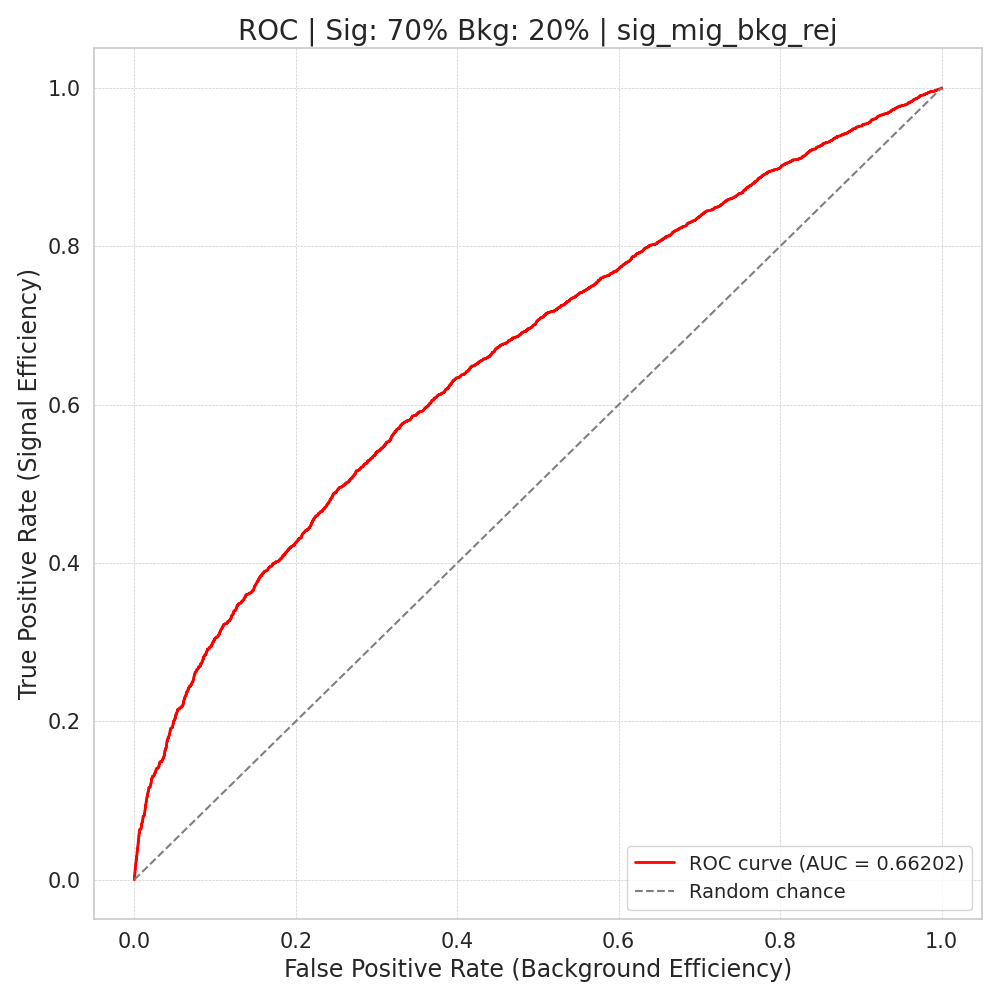 ROC | Sig: 70% Bkg: 20% | sig_mig_bkg_rej
True Positive Rate (Signal Efficiency)
1.0
0.8
0.6
0.4
0.2
0.0
ROC curve (AUC = 0.66202)
Random chance
0.0 0.2 0.4 0.6 0.8 1.0
False Positive Rate (Background Efficiency)